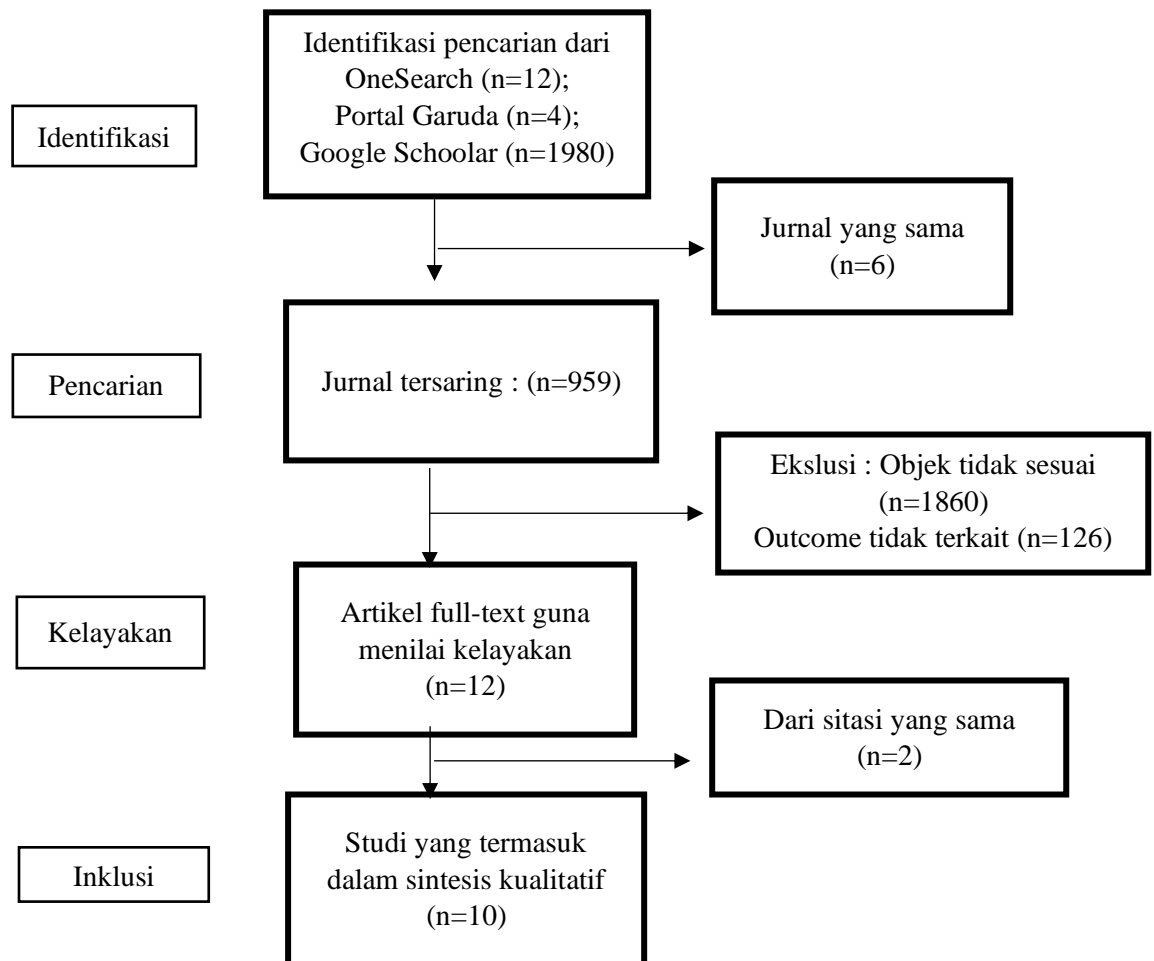 Identifikasi pencarian dari
OneSearch (n=12);
Portal Garuda (n=4);
Google Schoolar (n=1980)
Identifikasi
Jurnal yang sama
(n=6)
Jurnal tersaring : (n=959)
Pencarian
Ekslusi : Objek tidak sesuai
(n=1860)
Outcome tidak terkait (n=126)
Artikel full-text guna
menilai kelayakan
(n=12)
Kelayakan
Dari sitasi yang sama
(n=2)
Studi yang termasuk
dalam sintesis kualitatif
(n=10)
Inklusi